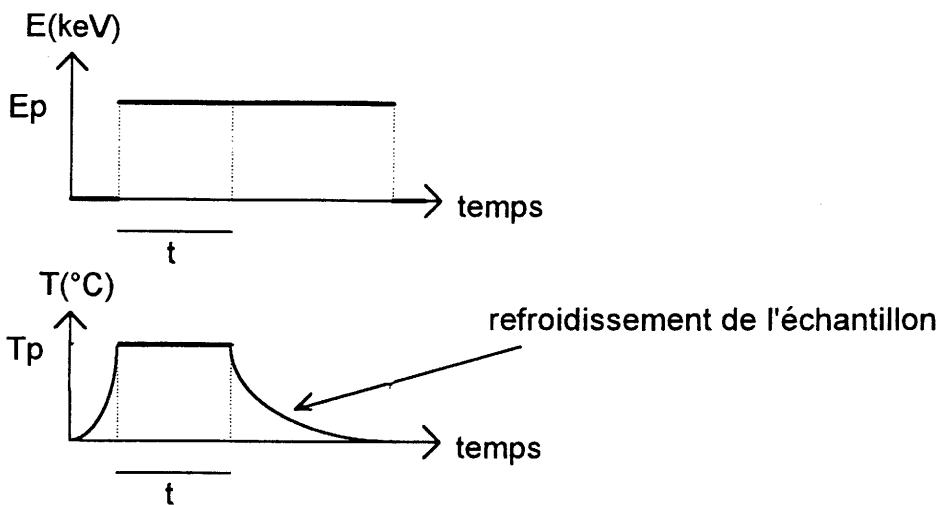 E(keV)
Ep
temps
t
T(°C)
refroidissement de l'échantillon
Tp
temps
t